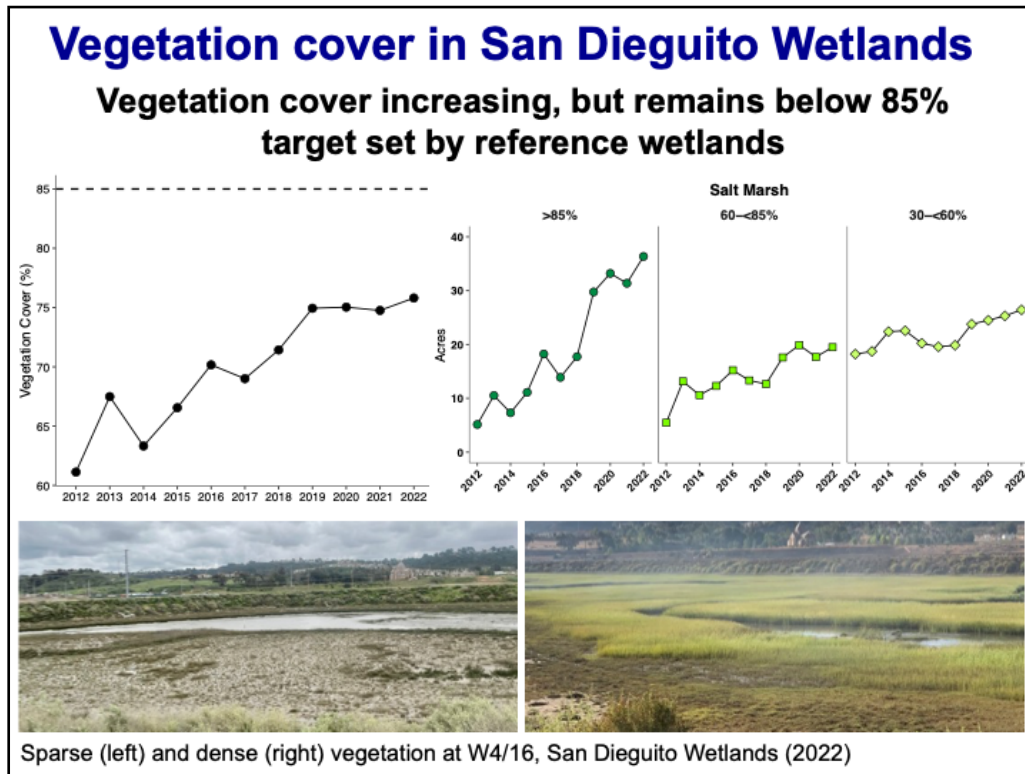 Vegetation cover in San Dieguito Wetlands
Vegetation cover increasing, but remains below 85%
target set by reference wetlands
Vegetation Cover (%)
85
80
75
70
65
60
2012 2013 2014 2015 2016 2017 2018 2019 2020 2021 2022
Salt Marsh
>85% 60–<85% 30–<60%
Acres
40
30
20
10
0
2012 2014 2016 2018 2020 2022 2012 2014 2016 2018 2020 2022 2012 2014 2016 2018 2020 2022
Sparse (left) and dense (right) vegetation at W4/16, San Dieguito Wetlands (2022)